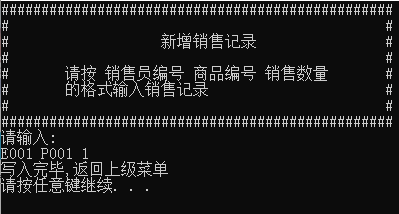 ##################################################
#                                                #
#                   新增销售记录                 #
#                                                #
#       请按 销售员编号 商品编号 销售数量        #
#       的格式输入销售记录                       #
#                                                #
##################################################
请输入:
E001 P001 1
写入完毕,返回上级菜单
请按任意键继续. . .